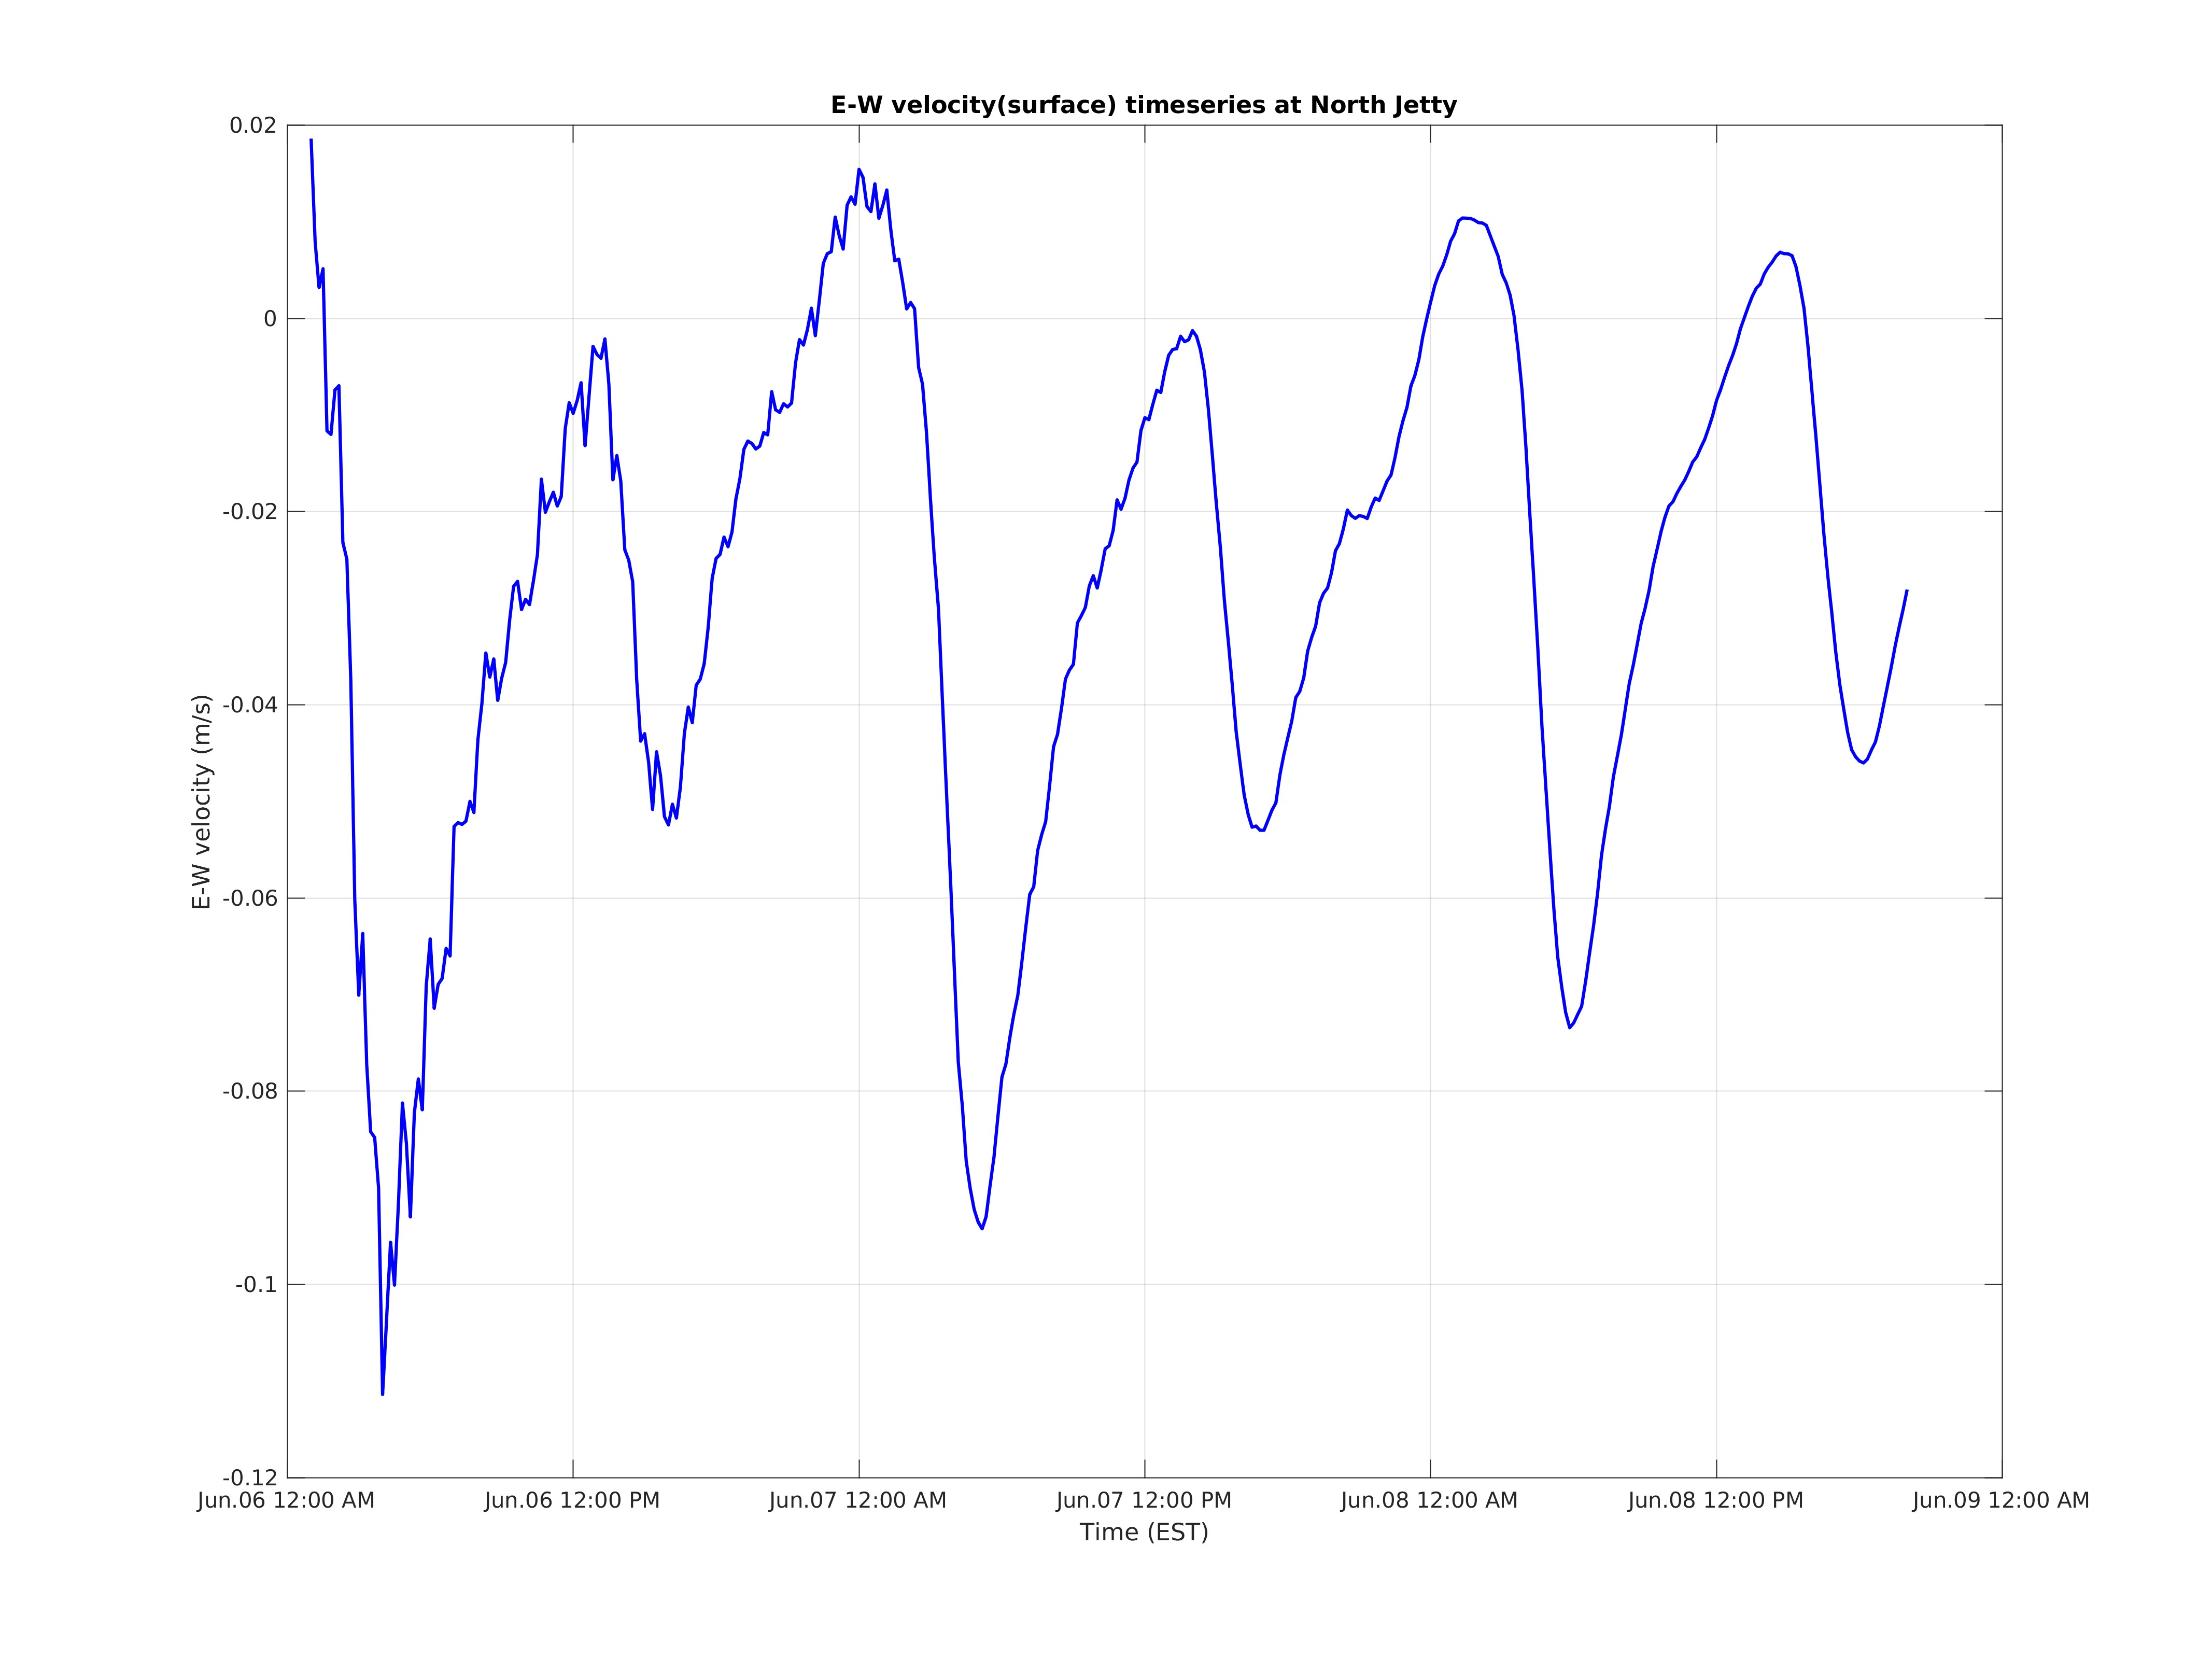 E-W velocity(surface) timeseries at North Jetty
0.02
0
-0.02
-0.04
-0.06
-0.08
-0.1
-0.12
E-W velocity (m/s)
Jun.06 12:00 AM Jun.06 12:00 PM Jun.07 12:00 AM Jun.07 12:00 PM Jun.08 12:00 AM Jun.08 12:00 PM Jun.09 12:00 AM
Time (EST)